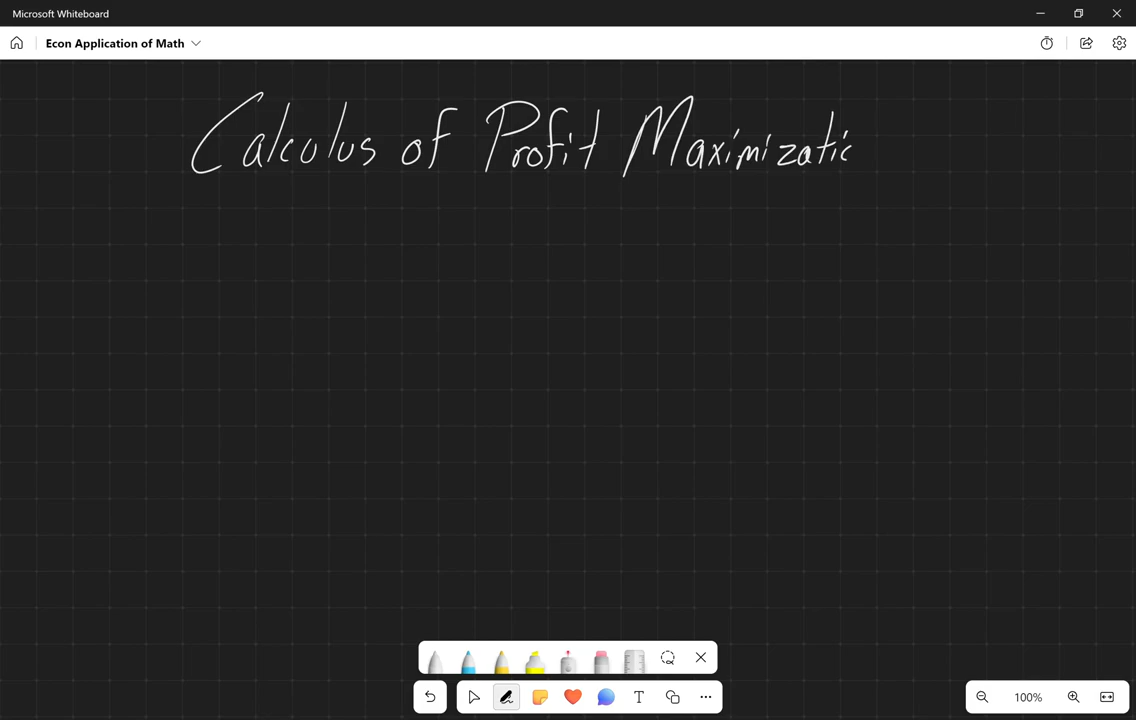 Microsoft Whiteboard
Econ Application of Math
Calculus of Profit Maximizatic
T
100%